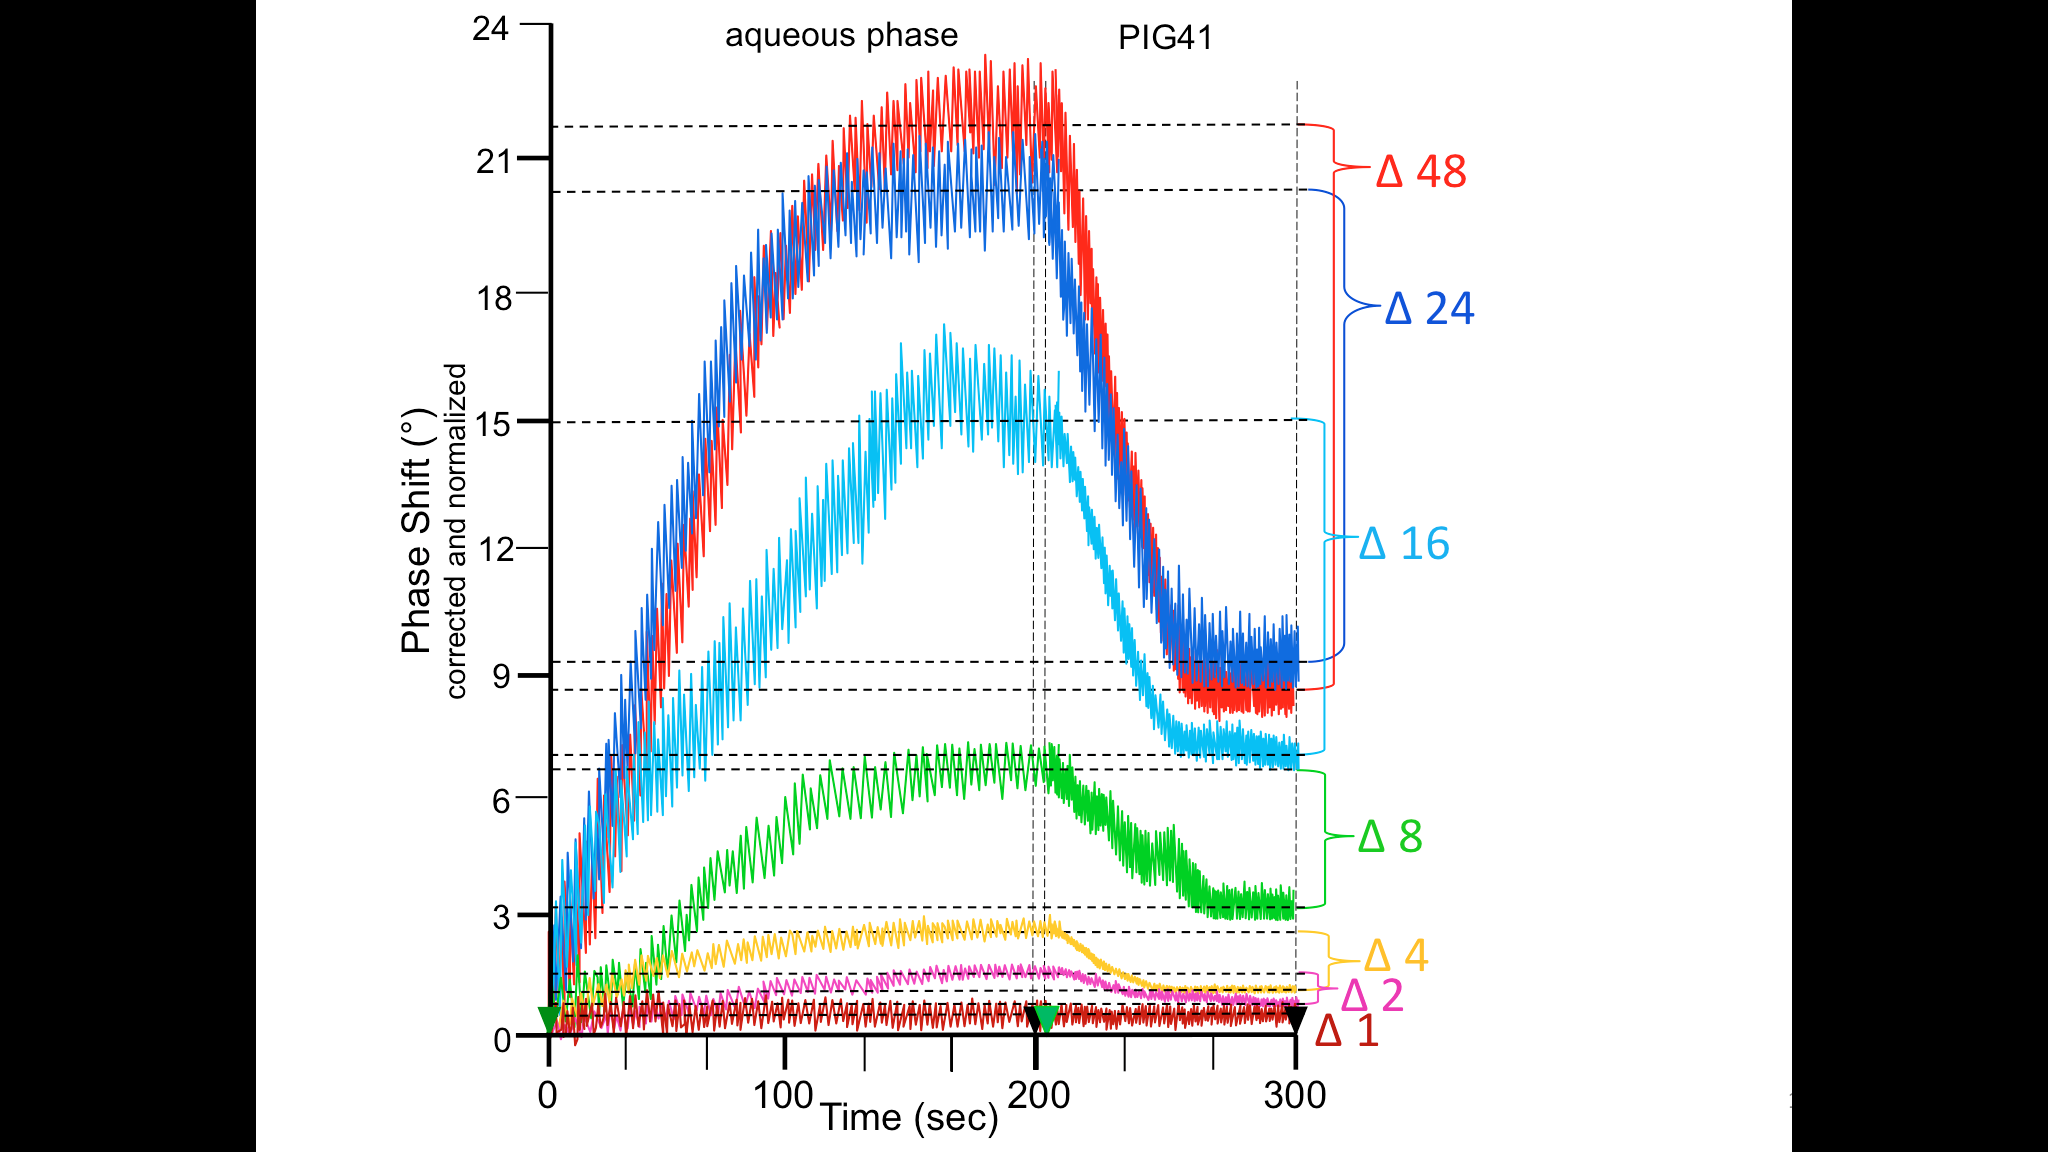 24
aqueous phase
PIG41
21
Δ 48
18
Δ 24
15
Phase Shift (°)
corrected and normalized
12
Δ 16
9
6
Δ 8
3
Δ 4
Δ 2
Δ 1
0
0
100
200
300
Time (sec)